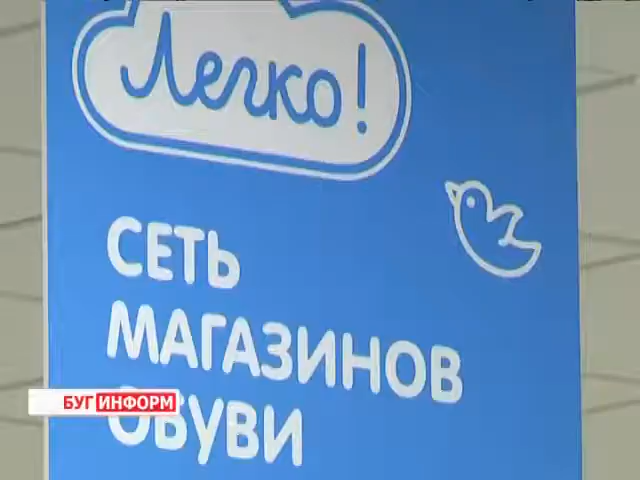 Легко!
СЕТЬ
МАГАЗИНОВ
ОБУВИ
БУГ ИНФОРМ